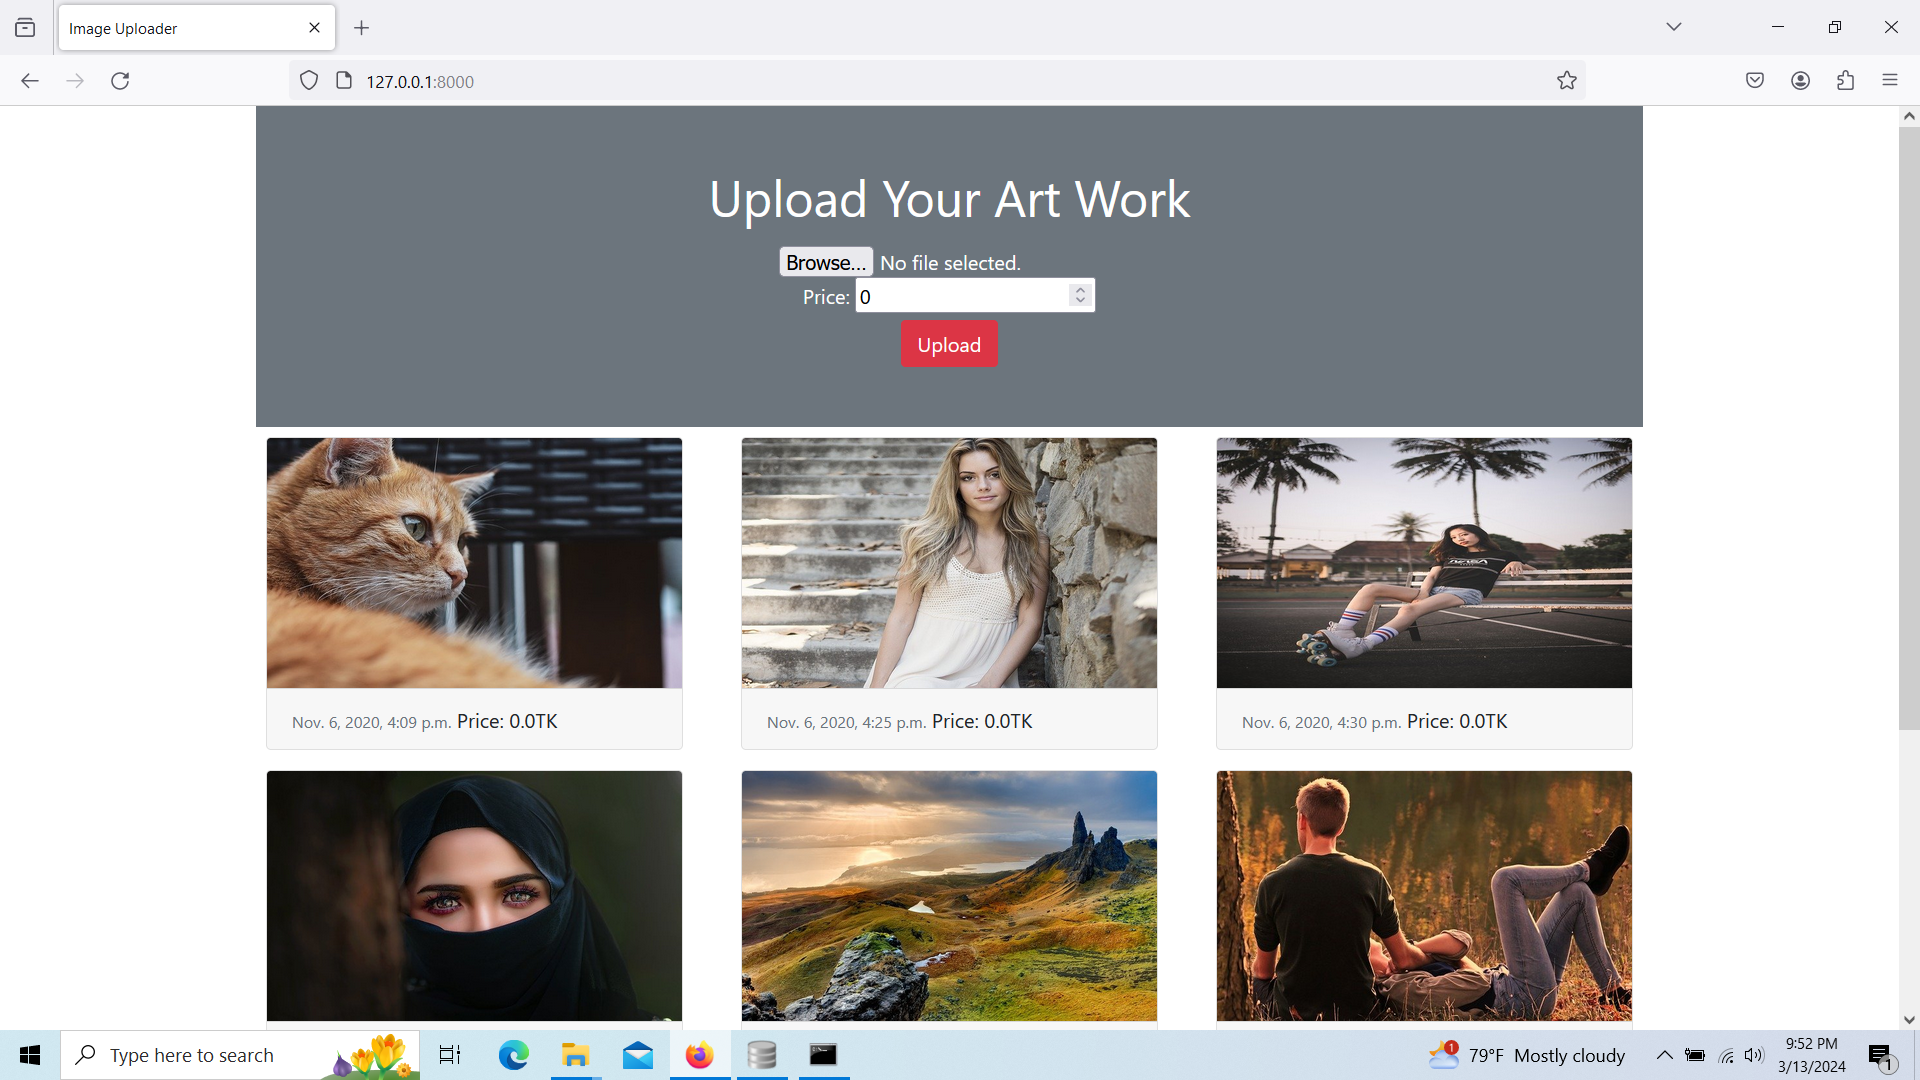 Image Uploader
127.0.0.1:8000
Upload Your Art Work
Browse... No file selected.
Price: 0
Upload
Nov. 6, 2020, 4:09 p.m. Price: 0.0TK
Nov. 6, 2020, 4:25 p.m. Price: 0.0TK
Nov. 6, 2020, 4:30 p.m. Price: 0.0TK
Type here to search
1
79°F Mostly cloudy
9:52 PM
3/13/2024
1